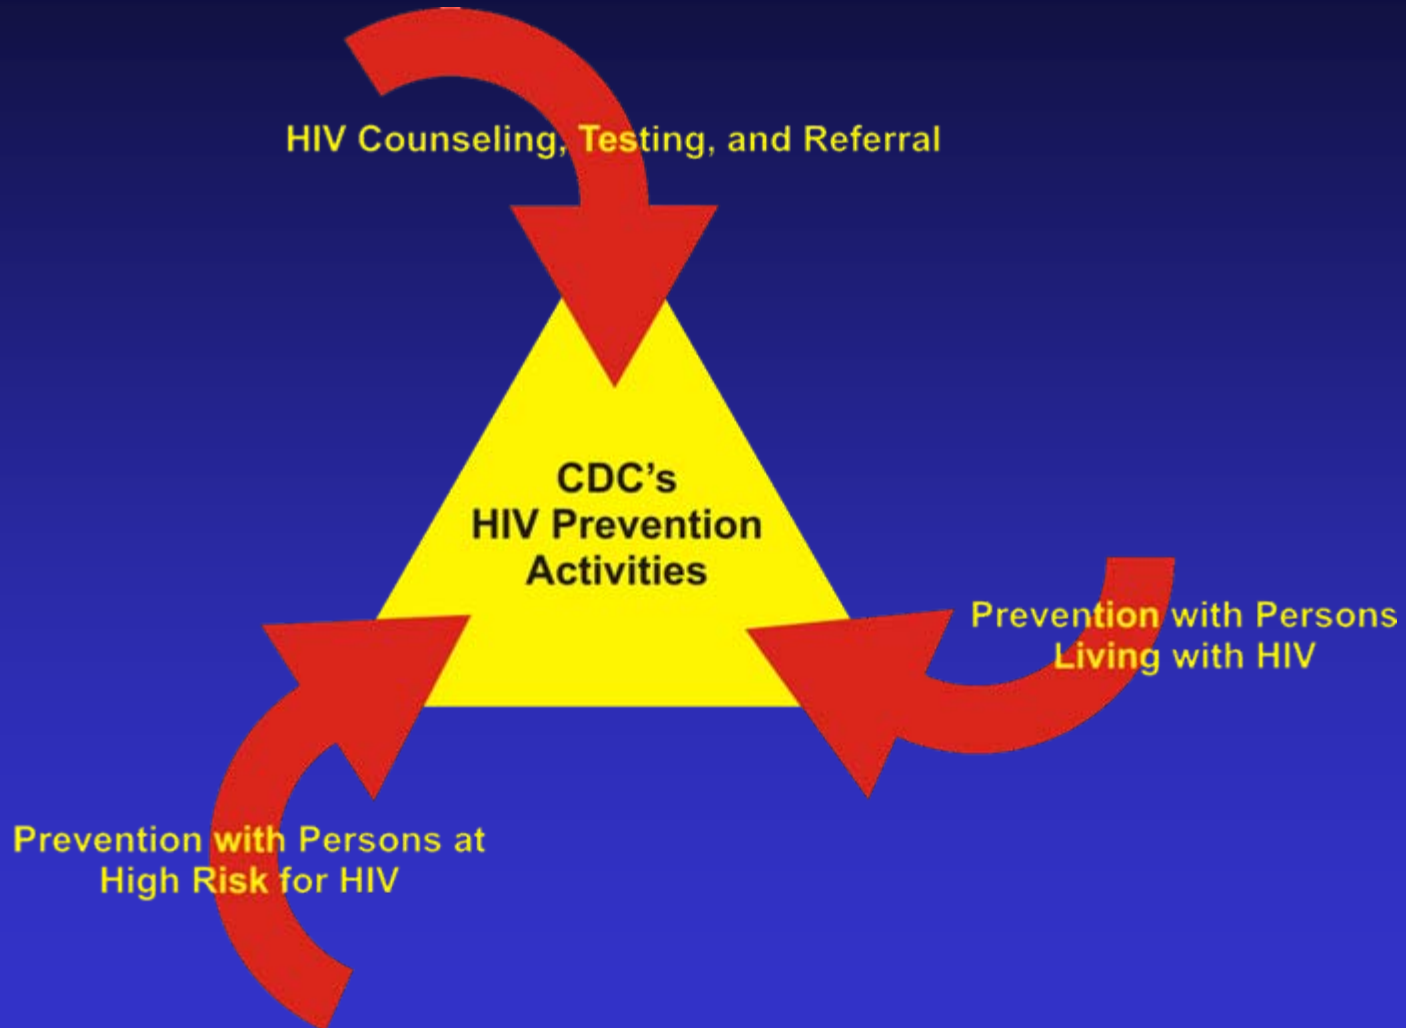 HIV Counseling, Testing, and Referral
CDC’s
HIV Prevention
Activities
Prevention with Persons
Living with HIV
Prevention with Persons at
High Risk for HIV